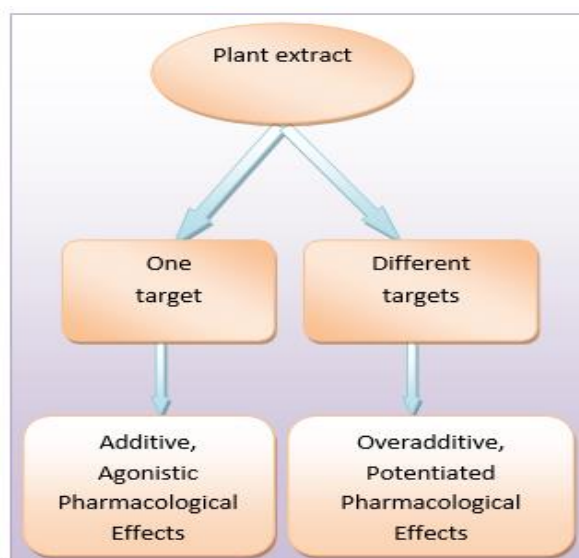 Plant extract
One
target
Different
targets
Additive,
Agonistic
Pharmacological
Effects
Overadditive,
Potentiated
Pharmacological
Effects